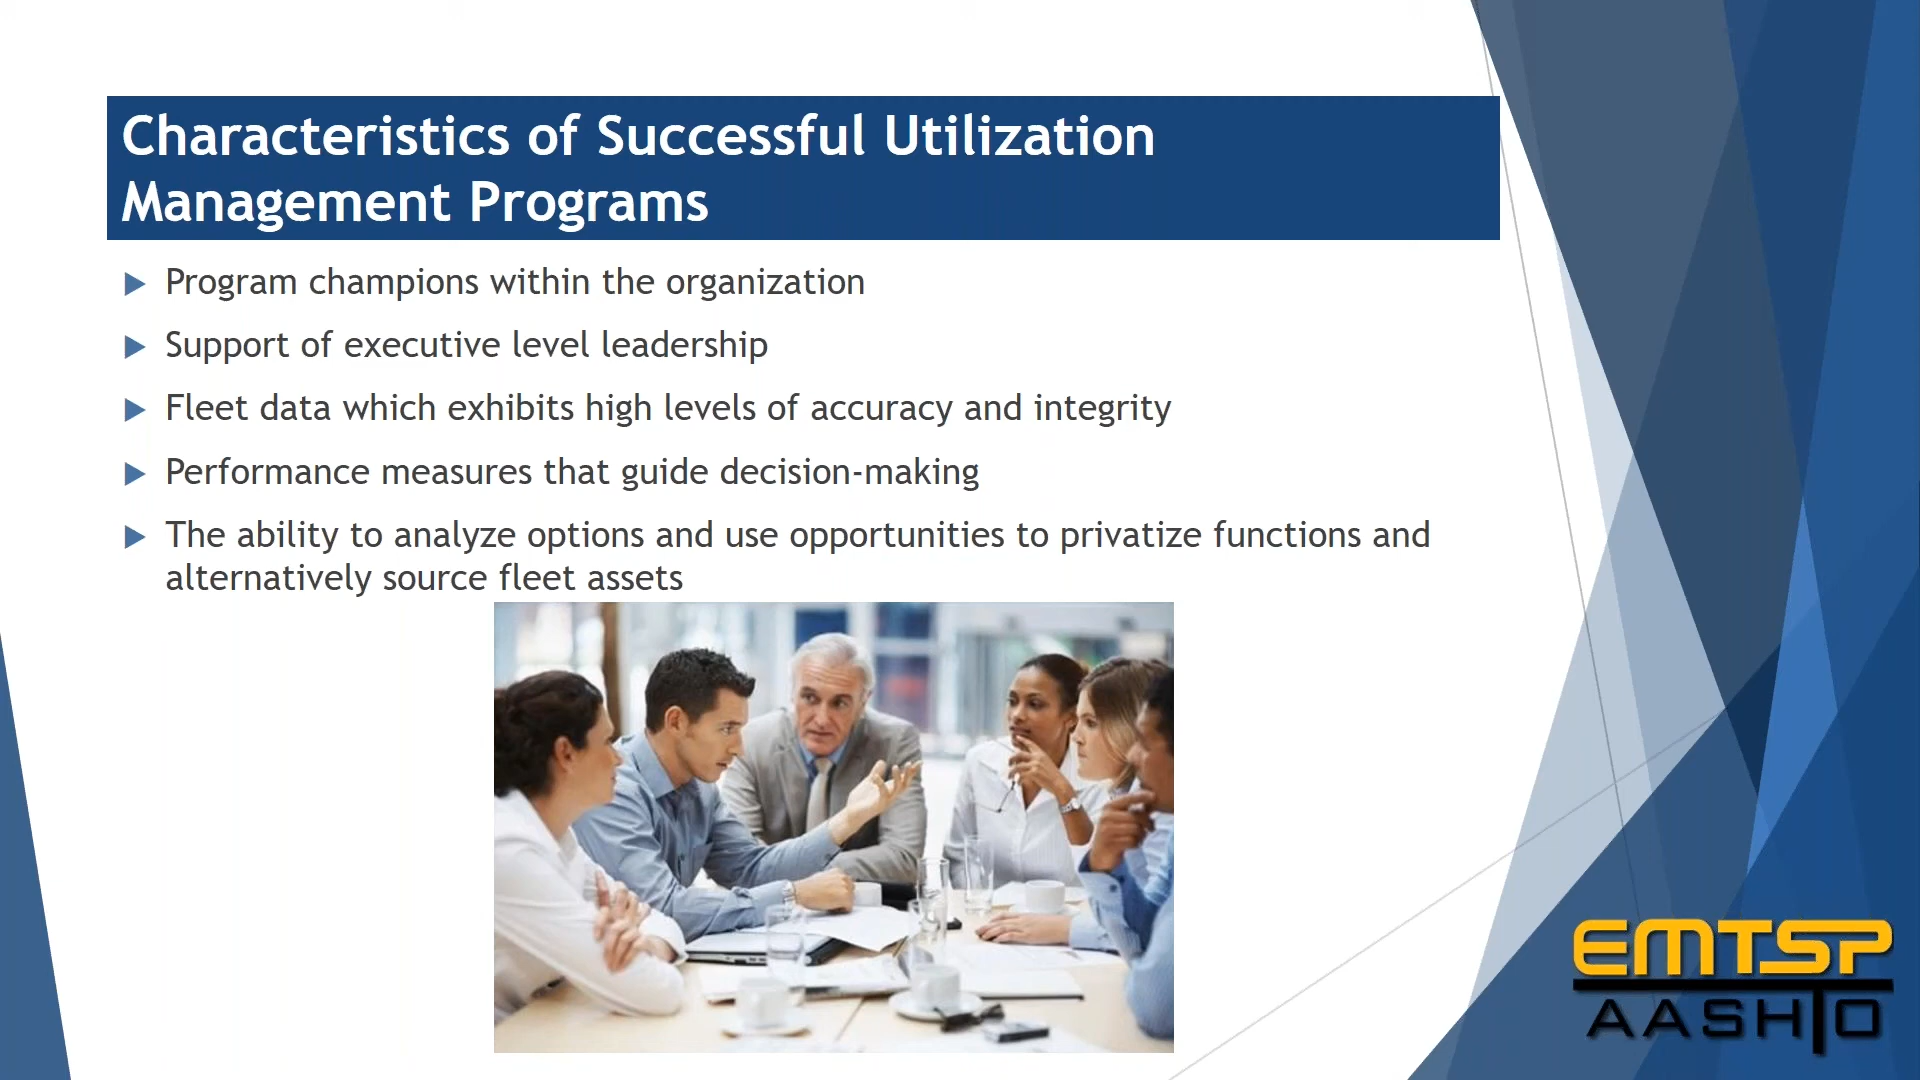 Characteristics of Successful Utilization
Management Programs
Program champions within the organization
Support of executive level leadership
Fleet data which exhibits high levels of accuracy and integrity
Performance measures that guide decision-making
The ability to analyze options and use opportunities to privatize functions and
alternatively source fleet assets
EMTSP
AASHTO